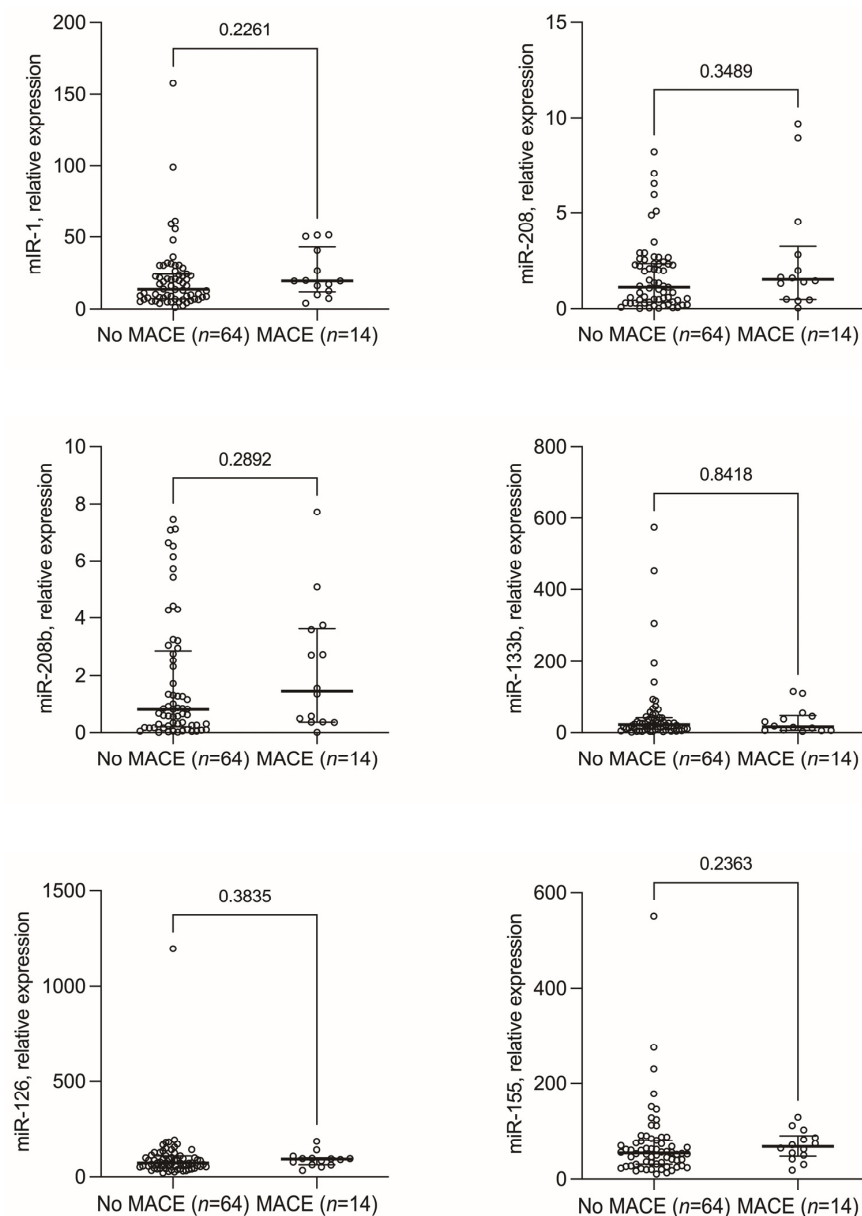 mIR-1, relative expression
200
150
100
50
0
0.2261
No MACE (n=64) MACE (n=14)
miR-208, relative expression
15
10
5
0
0.3489
No MACE (n=64) MACE (n=14)
miR-208b, relative expression
10
8
6
4
2
0
0.2892
No MACE (n=64) MACE (n=14)
miR-133b, relative expression
800
600
400
200
0
0.8418
No MACE (n=64) MACE (n=14)
miR-126, relative expression
1500
1000
500
0
0.3835
No MACE (n=64) MACE (n=14)
miR-155, relative expression
600
400
200
0
0.2363
No MACE (n=64) MACE (n=14)